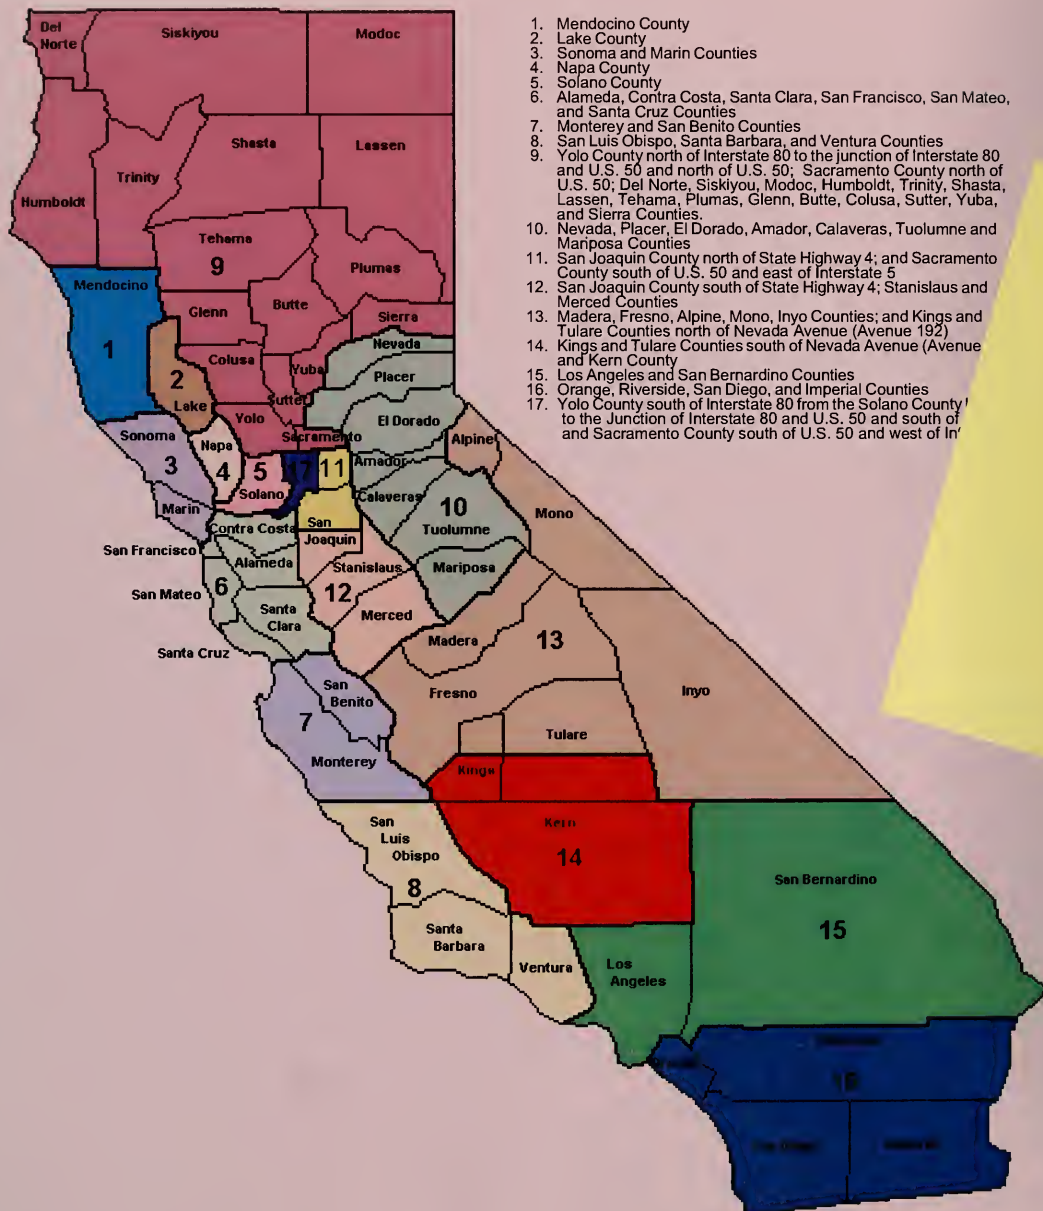 1. Mendocino County
2. Lake County
3. Sonoma and Marin Counties
4. Napa County
5. Solano County
6. Alameda, Contra Costa, Santa Clara, San Francisco, San Mateo,
and Santa Cruz Counties
7. Monterey and San Benito Counties
8. San Luis Obispo, Santa Barbara, and Ventura Counties
9. Yolo County north of Interstate 80 to the junction of Interstate 80
and U.S. 50 and north of U.S. 50; Sacramento County north of
U.S. 50; Del Norte, Siskiyou, Modoc, Humboldt, Trinity, Shasta,
Lassen, Tehama, Plumas, Glenn, Butte, Colusa, Sutter, Yuba,
and Sierra Counties.
10. Nevada, Placer, El Dorado, Amador, Calaveras, Tuolumne and
Mariposa Counties
11. San Joaquin County north of State Highway 4; and Sacramento
County south of U.S. 50 and east of Interstate 5
12. San Joaquin County south of State Highway 4; Stanislaus and
Merced Counties
13. Madera, Fresno, Alpine, Mono, Inyo Counties; and Kings and
Tulare Counties north of Nevada Avenue (Avenue 192)
14. Kings and Tulare Counties south of Nevada Avenue (Avenue
and Kern County
15. Los Angeles and San Bernardino Counties
16. Orange, Riverside, San Diego, and Imperial Counties
17. Yolo County south of Interstate 80 from the Solano County
to the Junction of Interstate 80 and U.S. 50 and south of
and Sacramento County south of U.S. 50 and west of
Del
Norte
Siskiyou
Modoc
Shasta
Lassen
Trinity
Humboldt
Tehama
9
Plumas
Mendocino
Butte
Glenn
Sierra
1
Nevada
Colusa
Yuba
2
Placer
Lake
Sutter
Yolo
El Dorado
Sonoma
Napa
Sacramento
Alpine
3
4
5
17
11
Amador
Solano
Calaveras
10
Marin
Mono
San
Tuolumne
Contra Costa
Joaquin
San Francisco
Alameda
Stanislaus
Mariposa
6
12
San Mateo
Santa
Clara
Merced
Madera
13
Santa Cruz
San
Benito
Fresno
Inyo
7
Tulare
Monterey
Kings
San
Luis
Obispo
Kern
14
8
San Bernardino
15
Santa
Barbara
Ventura
Los
Angeles
16